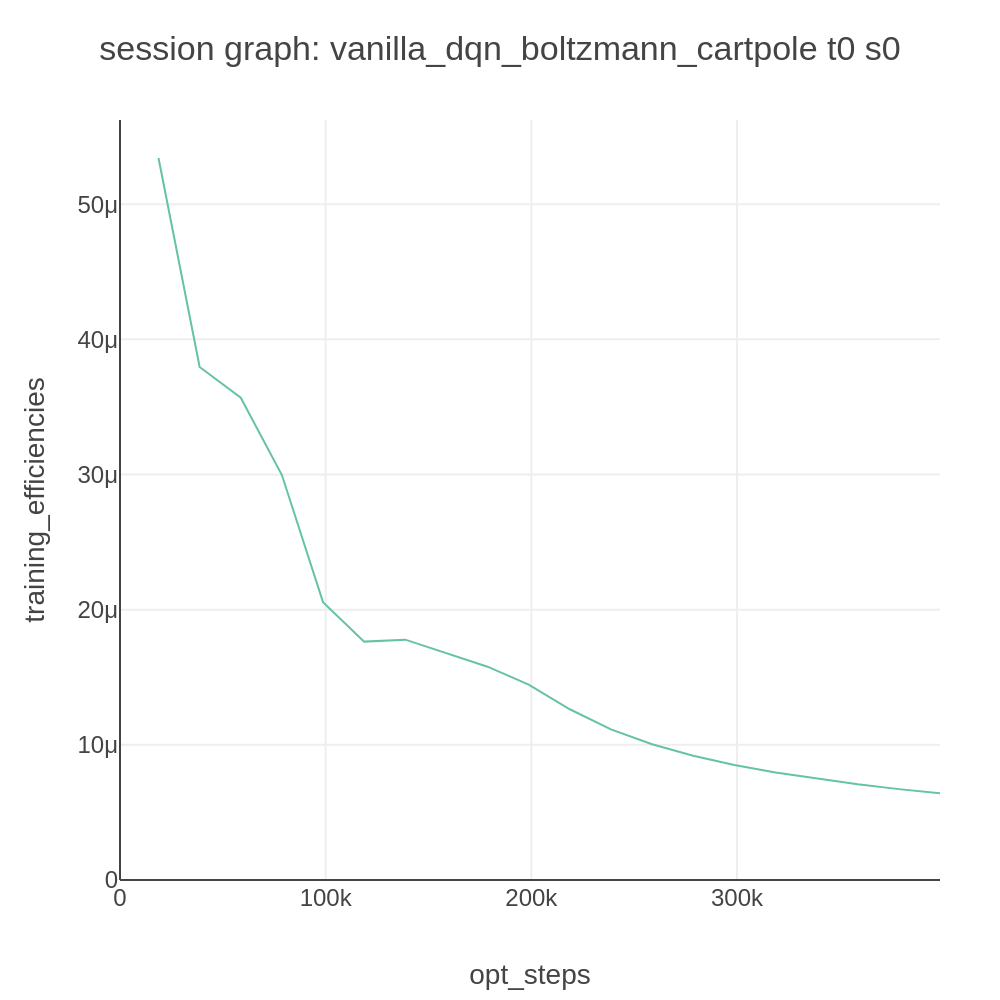 session graph: vanilla_dqn_boltzmann_cartpole t0 s0
training_efficiencies
50μ
40μ
30μ
20μ
10μ
0
0 100k 200k 300k
opt_steps